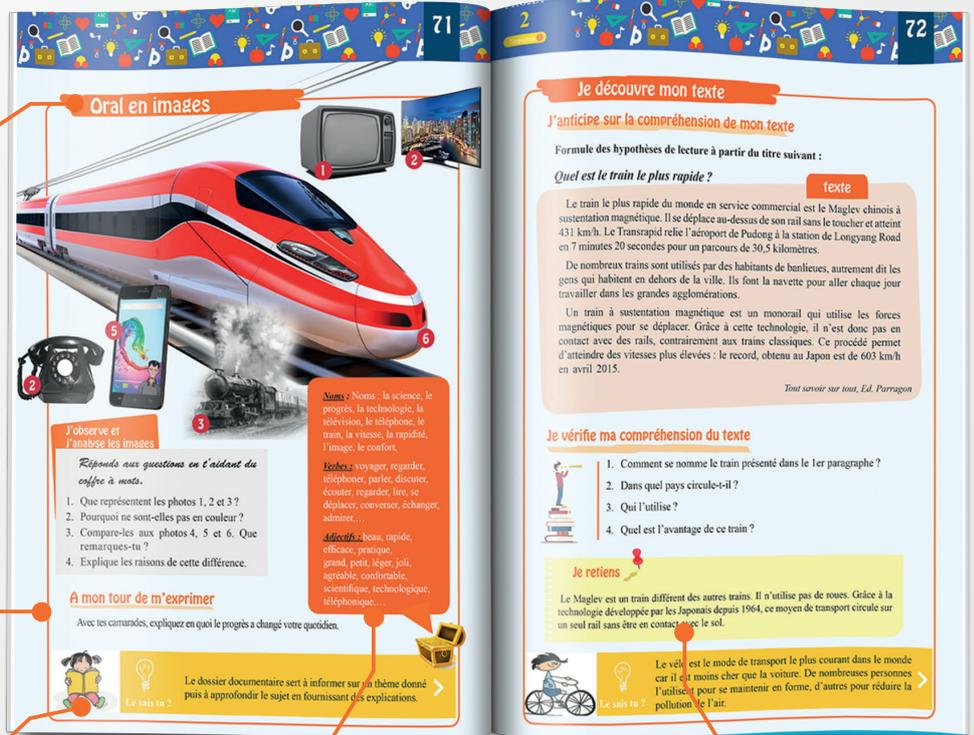 71
Oral en images
1
2
5
6
2
3
J'observe et
j'analyse les images
Réponds aux questions en t'aidant du
coffre à mots.
1. Que représentent les photos 1, 2 et 3 ?
2. Pourquoi ne sont-elles pas en couleur ?
3. Compare-les aux photos 4, 5 et 6. Que
remarques-tu ?
4. Explique les raisons de cette différence.
Noms : Noms : la science, le
progrès, la technologie, la
télévision, le téléphone, le
train, la vitesse, la rapidité,
l'image, le confort,
Verbes : voyager, regarder,
téléphoner, parler, discuter,
écouter, regarder, lire, se
déplacer, converser, échanger,
admirer,…
Adjectifs : beau, rapide,
efficace, pratique,
grand, petit, léger, joli,
agréable, confortable,
scientifique, technologique,
téléphonique,…
A mon tour de m'exprimer
Avec tes camarades, expliquez en quoi le progrès a changé votre quotidien.
Le sais tu ?
Le dossier documentaire sert à informer sur un thème donné
puis à approfondir le sujet en fournissant des explications.
2
72
Je découvre mon texte
J'anticipe sur la compréhension de mon texte
Formule des hypothèses de lecture à partir du titre suivant :
Quel est le train le plus rapide ?
texte
Le train le plus rapide du monde en service commercial est le Maglev chinois à
sustentation magnétique. Il se déplace au-dessus de son rail sans le toucher et atteint
431 km/h. Le Transrapid relie l'aéroport de Pudong à la station de Longyang Road
en 7 minutes 20 secondes pour un parcours de 30,5 kilomètres.
De nombreux trains sont utilisés par des habitants de banlieues, autrement dit les
gens qui habitent en dehors de la ville. Ils font la navette pour aller chaque jour
travailler dans les grandes agglomérations.
Un train à sustentation magnétique est un monorail qui utilise les forces
magnétiques pour se déplacer. Grâce à cette technologie, il n'est donc pas en
contact avec des rails, contrairement aux trains classiques. Ce procédé permet
d'atteindre des vitesses plus élevées : le record, obtenu au Japon est de 603 km/h
en avril 2015.
Tout savoir sur tout, Ed. Parragon
Je vérifie ma compréhension du texte
1. Comment se nomme le train présenté dans le 1er paragraphe ?
2. Dans quel pays circule-t-il ?
3. Qui l'utilise ?
4. Quel est l'avantage de ce train ?
Je retiens
Le Maglev est un train différent des autres trains. Il n'utilise pas de roues. Grâce à la
technologie développée par les Japonais depuis 1964, ce moyen de transport circule sur
un seul rail sans être en contact avec le sol.
Le sais tu ?
Le vélo est le mode de transport le plus courant dans le monde
car il est moins cher que la voiture. De nombreuses personnes
l'utilisent pour se maintenir en forme, d'autres pour réduire la
pollution de l'air.